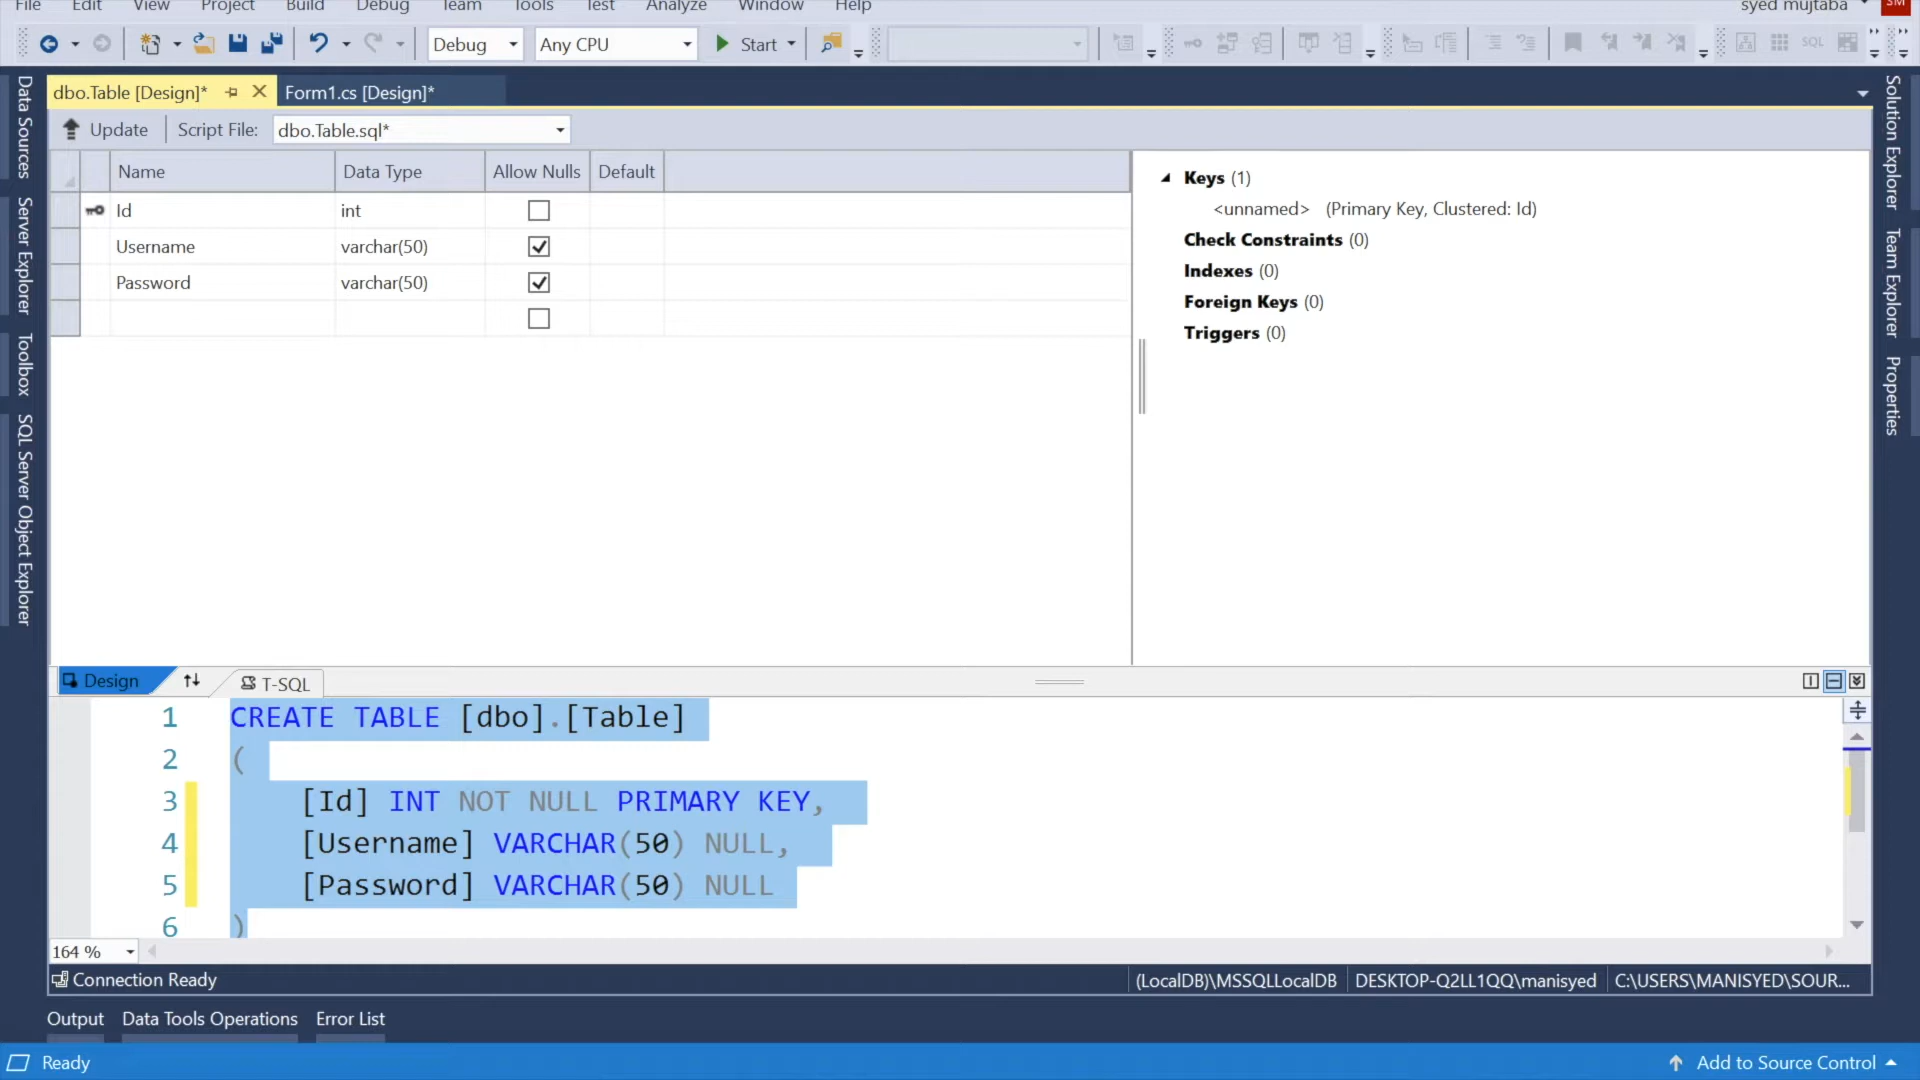 File Edit View Project Build Debug Team Tools Test Analyze Window Help syed mujtaba SM
Debug Any CPU Start SQL
dbo.Table [Design]* Form1.cs [Design]*
Update Script File: dbo.Table.sql*
Name Data Type Allow Nulls Default
Id int
Username varchar(50)
Password varchar(50)
Keys (1)
<unnamed> (Primary Key, Clustered: Id)
Check Constraints (0)
Indexes (0)
Foreign Keys (0)
Triggers (0)
Data Sources
Server Explorer
Toolbox
SQL Server Object Explorer
Solution Explorer
Team Explorer
Properties
Design T-SQL
1 CREATE TABLE [dbo].[Table]
2 (
3 [Id] INT NOT NULL PRIMARY KEY,
4 [Username] VARCHAR(50) NULL,
5 [Password] VARCHAR(50) NULL
6 )
164 %
Connection Ready (LocalDB)\MSSQLLocalDB DESKTOP-Q2LL1QQ\manisyed C:\USERS\MANISYED\SOUR...
Output Data Tools Operations Error List
Ready Add to Source Control